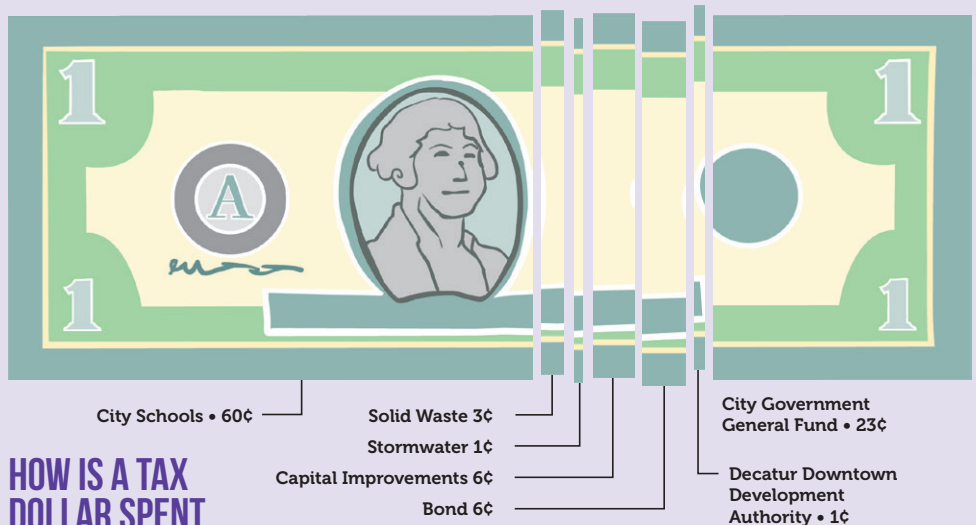 1
1
A
1
1
City Schools • 60¢
Solid Waste 3¢
Stormwater 1¢
Capital Improvements 6¢
Bond 6¢
City Government
General Fund • 23¢
Decatur Downtown
Development
Authority • 1¢
HOW IS A TAX
DOLLAR SPENT